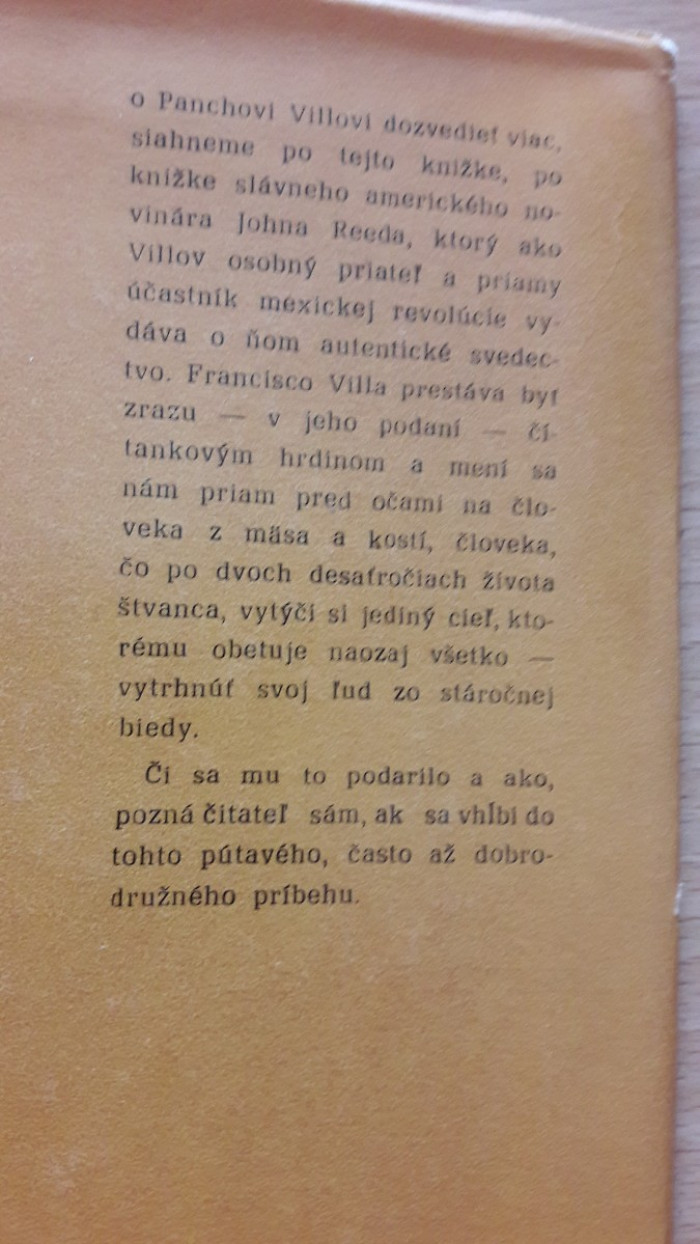 o Panchovi Villovi dozvedieť viac,
siahneme po tejto knižke, po
knižke slávneho amerického no-
vinára Johna Reeda, ktorý ako
Villov osobný priateľ a priamy
účastník mexickej revolúcie vy-
dáva o ňom autentické svedec-
tvo. Francisco Villa prestáva byť
zrazu — v jeho podaní — čí-
tankovým hrdinom a mení sa
nám priam pred očami na člo-
veka z mäsa a kostí, človeka,
čo po dvoch desaťročiach života
štvanca, vytýči si jediný cieľ, kto-
rému obetuje naozaj všetko —
vytrhnúť svoj ľud zo stáročnej
biedy.
Či sa mu to podarilo a ako,
pozná čitateľ sám, ak sa vhĺbi do
tohto pútavého, často až dobro-
družného príbehu.